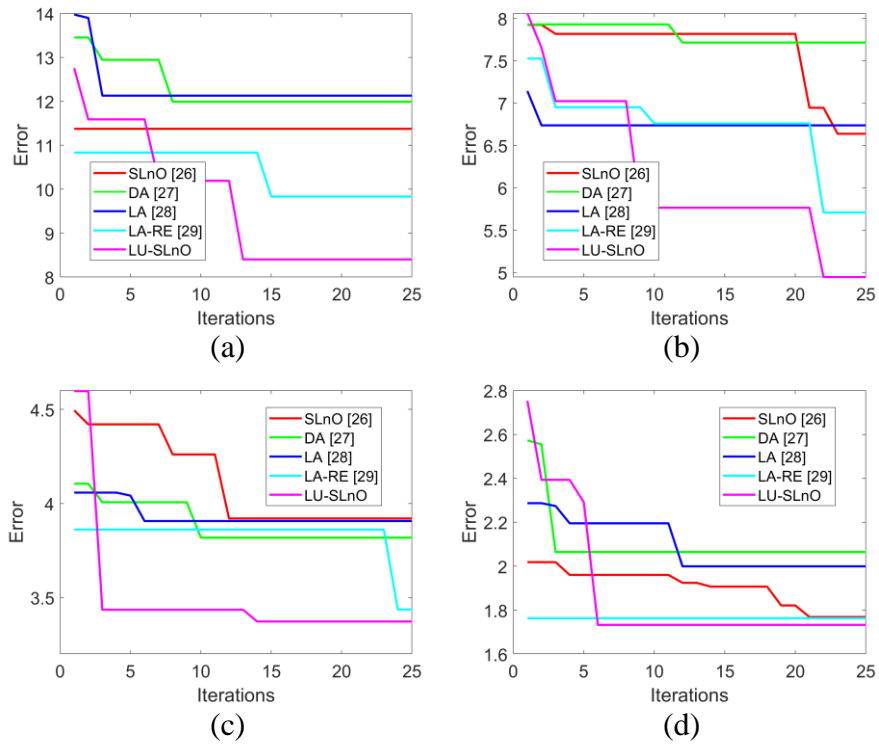 14
13
12
11
10
9
8
Error
0
5
10
15
20
25
Iterations
SLnO [26]
DA [27]
LA [28]
LA-RE [29]
LU-SLnO
(a)
8
7.5
7
6.5
6
5.5
5
Error
0
5
10
15
20
25
Iterations
SLnO [26]
DA [27]
LA [28]
LA-RE [29]
LU-SLnO
(b)
4.5
4
3.5
Error
0
5
10
15
20
25
Iterations
SLnO [26]
DA [27]
LA [28]
LA-RE [29]
LU-SLnO
(c)
2.8
2.6
2.4
2.2
2
1.8
1.6
Error
0
5
10
15
20
25
Iterations
SLnO [26]
DA [27]
LA [28]
LA-RE [29]
LU-SLnO
(d)